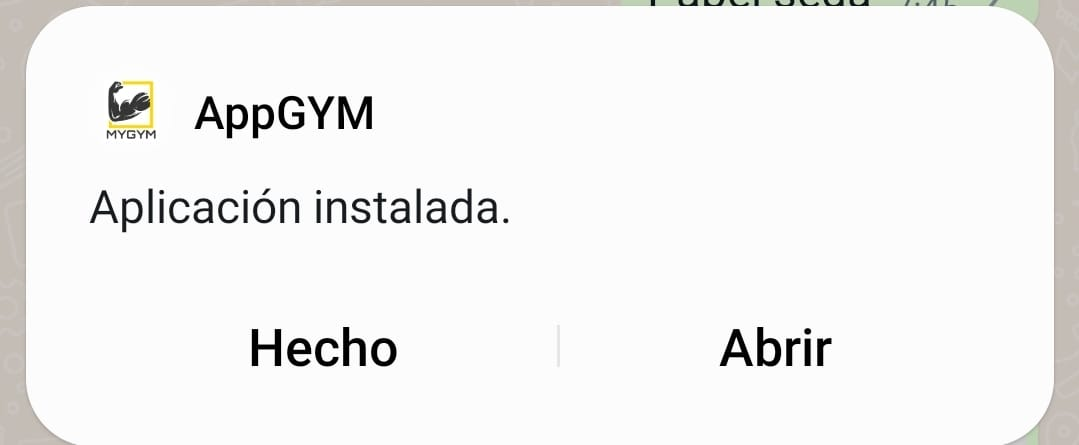 MYGYM
AppGYM
Aplicación instalada.
Hecho
Abrir